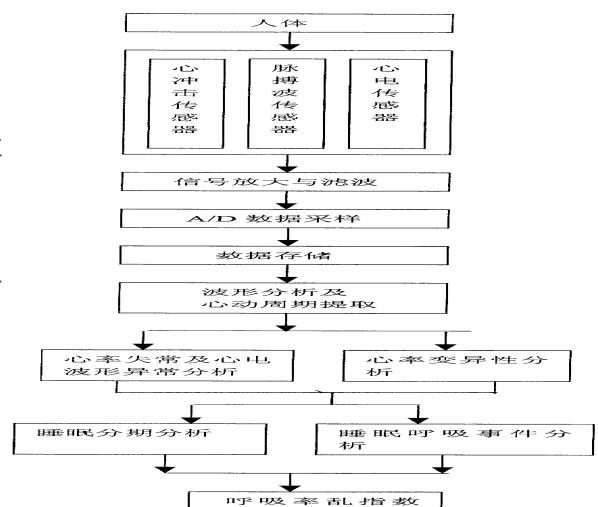 人体
心冲击传感器
脉搏波传感器
心电传感器
信号放大与滤波
A/D 数据采样
数据存储
波形分析及
心动周期提取
心率失常及心电
波形异常分析
心率变异性分
析
睡眠分期分析
睡眠呼吸事件分
析
呼吸率乱指数